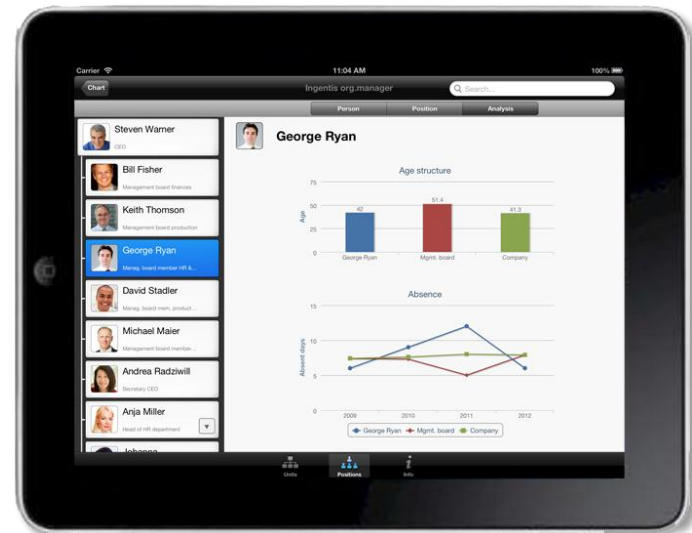 Carrier
11:04 AM
100%
Chart
Ingentis org.manager
Search...
Person
Position
Analysis
Steven Warner
CEO
Bill Fisher
Management board finances
Keith Thomson
Management board production
George Ryan
Manag. board member HR &...
David Stadler
Manag. board mem. product...
Michael Maier
Management board member...
Andrea Radziwill
Secretary CEO
Anja Miller
Head of HR department
Johanna
George Ryan
Age structure
75
50
25
0
Age
42
51.4
41.3
George Ryan
Mgmt. board
Company
Absence
15
10
5
0
Absent days
2009
2010
2011
2012
George Ryan
Mgmt. board
Company
Units
Positions
Info